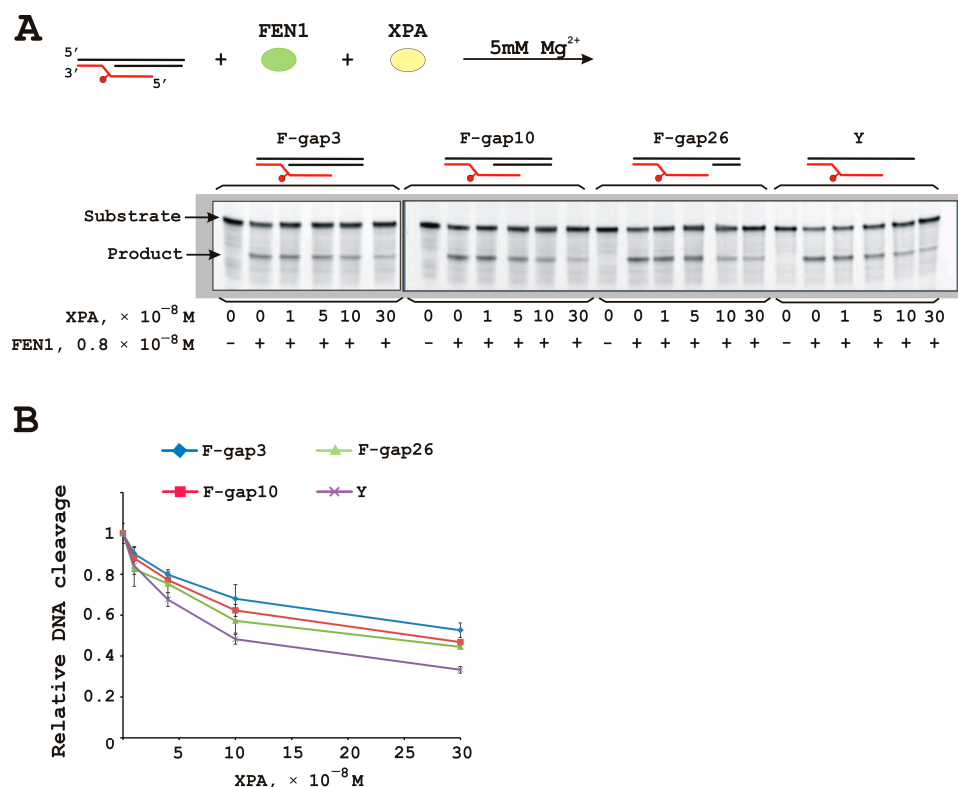 A
FEN1 XPA
5′
3′
5′
+ + 5mM Mg²⁺
F-gap3 F-gap10 F-gap26 Y
Substrate
Product
XPA, × 10⁻⁸ M 0 0 1 5 10 30 0 0 1 5 10 30 0 0 1 5 10 30 0 0 1 5 10 30
FEN1, 0.8 × 10⁻⁸ M − + + + + + − + + + + + − + + + + + − + + + + +
B
F-gap3 F-gap26
F-gap10 Y
Relative DNA cleavage
1
0.8
0.6
0.4
0.2
0
5 10 15 20 25 30
XPA, × 10⁻⁸ M